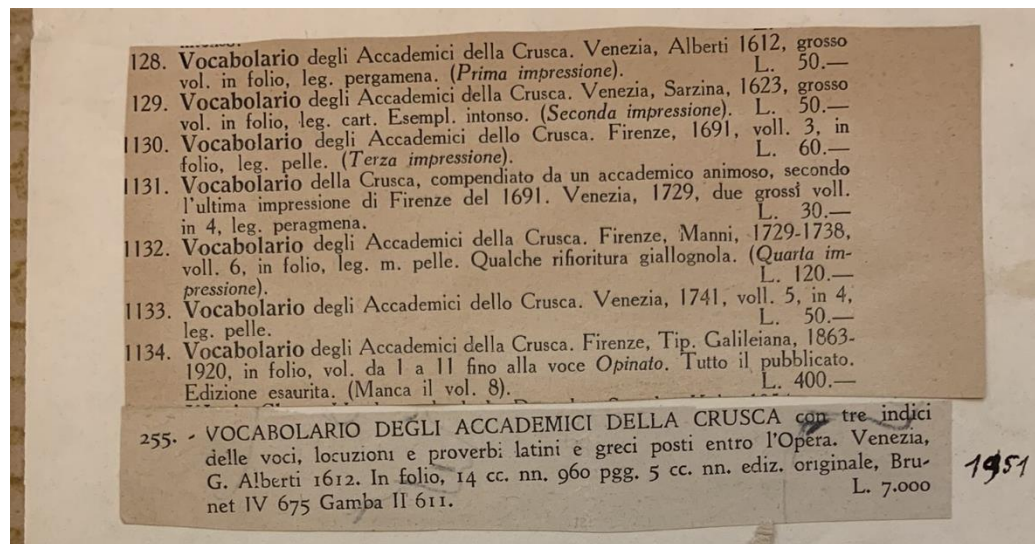 128. Vocabolario degli Accademici della Crusca. Venezia, Alberti 1612, grosso
vol. in folio, leg. pergamena. (Prima impressione). L. 50.—
129. Vocabolario degli Accademici della Crusca. Venezia, Sarzina, 1623, grosso
vol. in folio, leg. cart. Esempl. intonso. (Seconda impressione). L. 50.—
1130. Vocabolario degli Accademici dello Crusca. Firenze, 1691, voll. 3, in
folio, leg. pelle. (Terza impressione). L. 60.—
1131. Vocabolario della Crusca, compendiato da un accademico animoso, secondo
l'ultima impressione di Firenze del 1691. Venezia, 1729, due grossi voll.
in 4, leg. peragmena. L. 30.—
1132. Vocabolario degli Accademici della Crusca. Firenze, Manni, 1729-1738,
voll. 6, in folio, leg. m. pelle. Qualche rifioritura giallognola. (Quarta im-
pressione). L. 120.—
1133. Vocabolario degli Accademici dello Crusca. Venezia, 1741, voll. 5, in 4,
leg. pelle. L. 50.—
1134. Vocabolario degli Accademici della Crusca. Firenze, Tip. Galileiana, 1863-
1920, in folio, vol. da I a II fino alla voce Opinato. Tutto il pubblicato.
Edizione esaurita. (Manca il vol. 8). L. 400.—
255. - VOCABOLARIO DEGLI ACCADEMICI DELLA CRUSCA con tre indici
delle voci, locuzioni e proverbi latini e greci posti entro l'Opera. Venezia,
G. Alberti 1612. In folio, 14 cc. nn. 960 pgg. 5 cc. nn. ediz. originale, Bru-
net IV 675 Gamba II 611. L. 7.000
1951